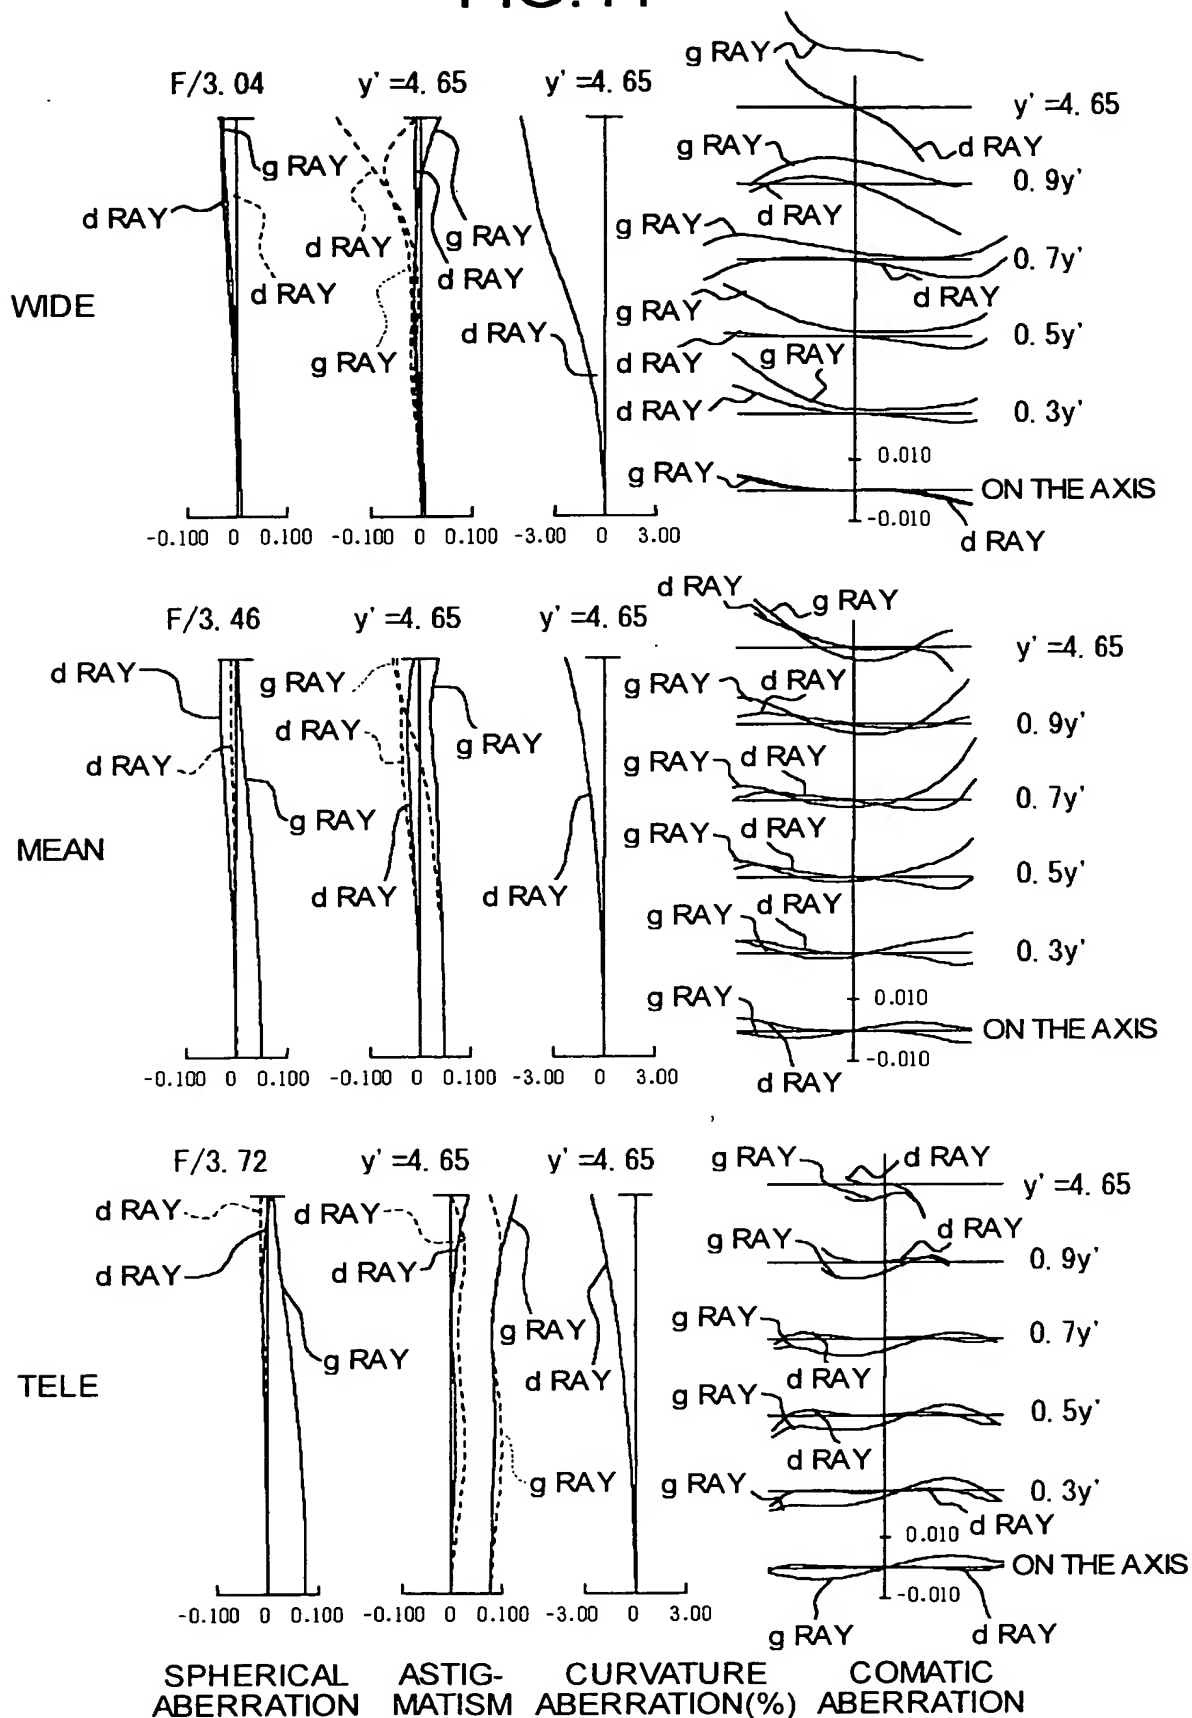 FIG. 11
F/3. 04
y' =4. 65
y' =4. 65
g RAY
y' =4. 65
d RAY
g RAY
0. 9y'
d RAY
g RAY
0. 7y'
d RAY
g RAY
0. 5y'
d RAY
g RAY
d RAY
0. 3y'
0.010
g RAY
ON THE AXIS
-0.010
d RAY
g RAY
d RAY
d RAY
d RAY
g RAY
d RAY
g RAY
d RAY
WIDE
-0.100 0 0.100
-0.100 0 0.100
-3.00 0 3.00
F/3. 46
y' =4. 65
y' =4. 65
d RAY
g RAY
y' =4. 65
g RAY
d RAY
0. 9y'
g RAY
d RAY
0. 7y'
g RAY
d RAY
0. 5y'
g RAY
d RAY
0. 3y'
g RAY
0.010
ON THE AXIS
-0.010
d RAY
d RAY
d RAY
g RAY
g RAY
d RAY
g RAY
d RAY
d RAY
MEAN
-0.100 0 0.100
-0.100 0 0.100
-3.00 0 3.00
F/3. 72
y' =4. 65
y' =4. 65
g RAY
d RAY
y' =4. 65
g RAY
d RAY
0. 9y'
g RAY
0. 7y'
d RAY
g RAY
0. 5y'
d RAY
g RAY
0. 3y'
d RAY
0.010
ON THE AXIS
-0.010
g RAY
d RAY
d RAY
d RAY
g RAY
d RAY
d RAY
g RAY
g RAY
d RAY
TELE
-0.100 0 0.100
-0.100 0 0.100
-3.00 0 3.00
SPHERICAL
ABERRATION
ASTIG-
MATISM
CURVATURE
ABERRATION(%)
COMATIC
ABERRATION